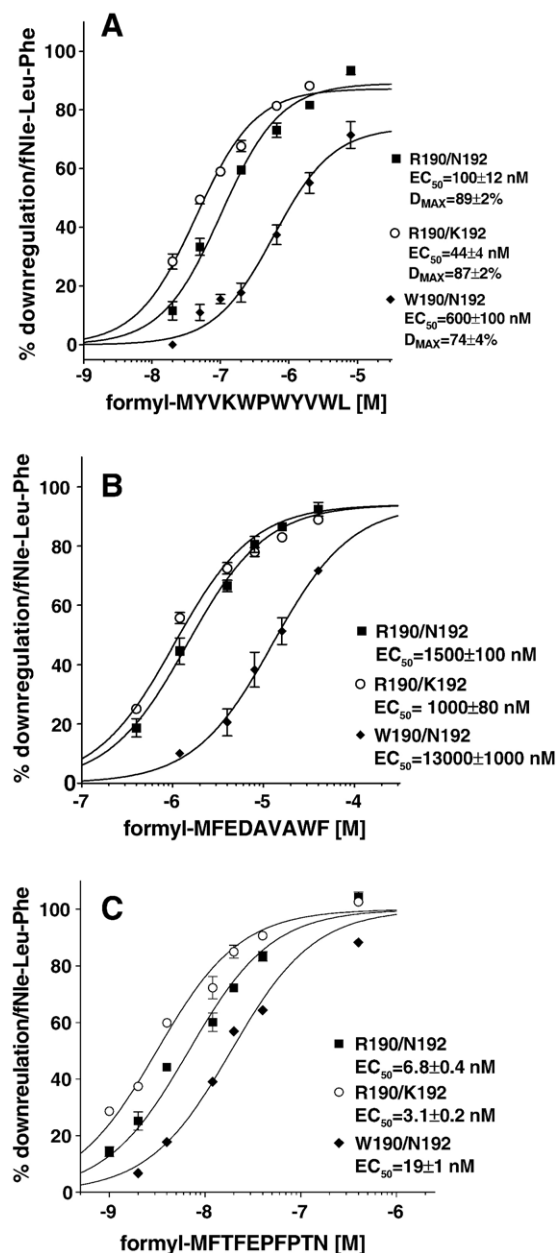 A
% downregulation/fNle-Leu-Phe
100
80
60
40
20
0
-9
-8
-7
-6
-5
formyl-MYVKWPWYVWL [M]
R190/N192
EC50=100±12 nM
DMAX=89±2%
R190/K192
EC50=44±4 nM
DMAX=87±2%
W190/N192
EC50=600±100 nM
DMAX=74±4%
B
% downregulation/fNle-Leu-Phe
100
80
60
40
20
0
-7
-6
-5
-4
formyl-MFEDAVAWF [M]
R190/N192
EC50=1500±100 nM
R190/K192
EC50= 1000±80 nM
W190/N192
EC50=13000±1000 nM
C
% downreulation/fNle-Leu-Phe
100
80
60
40
20
0
-9
-8
-7
-6
formyl-MFTFEPFPTN [M]
R190/N192
EC50=6.8±0.4 nM
R190/K192
EC50=3.1±0.2 nM
W190/N192
EC50=19±1 nM